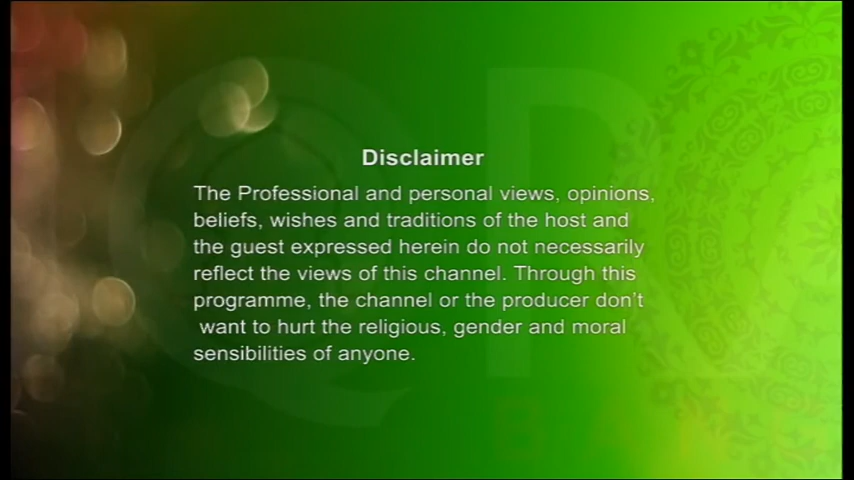 Disclaimer
The Professional and personal views, opinions,
beliefs, wishes and traditions of the host and
the guest expressed herein do not necessarily
reflect the views of this channel. Through this
programme, the channel or the producer don't
want to hurt the religious, gender and moral
sensibilities of anyone.